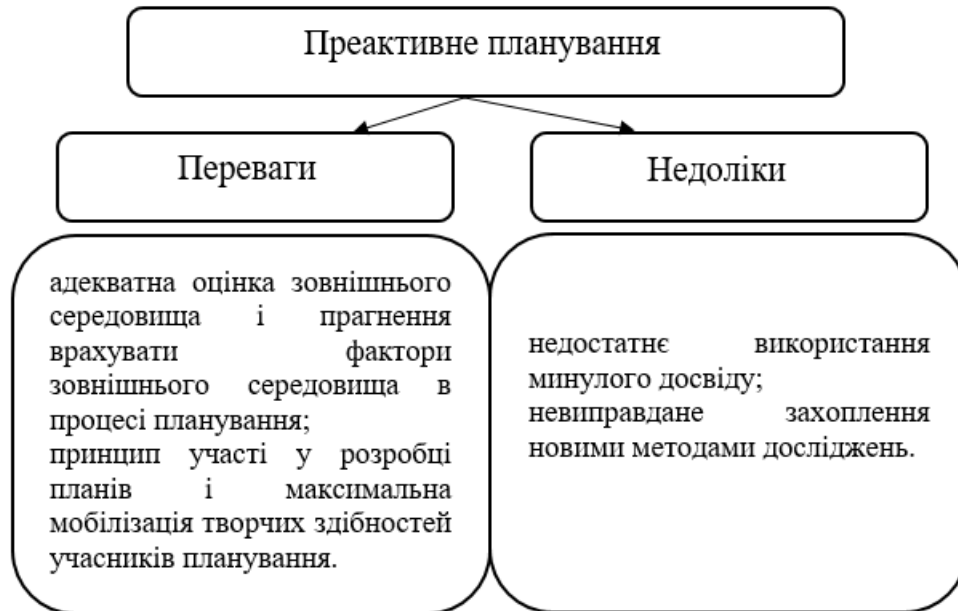 Преактивне планування
Переваги
Недоліки
адекватна оцінка зовнішнього
середовища і прагнення
врахувати фактори
зовнішнього середовища в
процесі планування;
принцип участі у розробці
планів і максимальна
мобілізація творчих здібностей
учасників планування.
недостатнє використання
минулого досвіду;
невиправдане захоплення
новими методами досліджень.